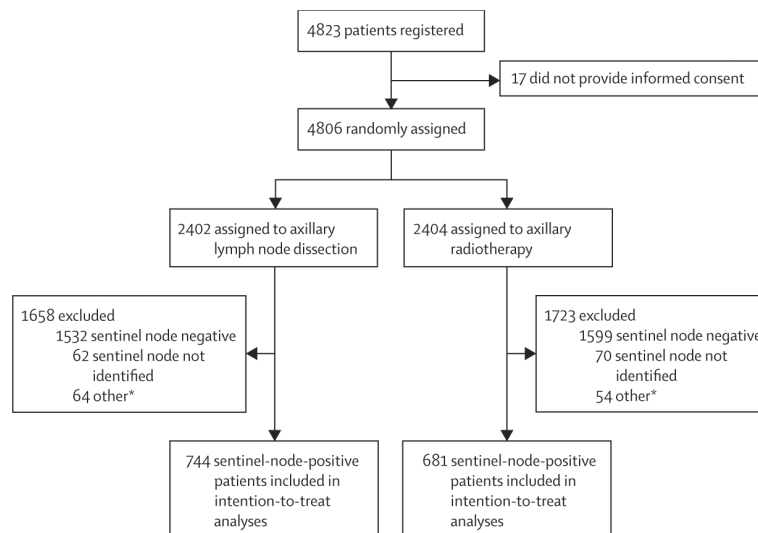 4823 patients registered
17 did not provide informed consent
4806 randomly assigned
2402 assigned to axillary
lymph node dissection
2404 assigned to axillary
radiotherapy
1658 excluded
1532 sentinel node negative
62 sentinel node not
identified
64 other*
1723 excluded
1599 sentinel node negative
70 sentinel node not
identified
54 other*
744 sentinel-node-positive
patients included in
intention-to-treat
analyses
681 sentinel-node-positive
patients included in
intention-to-treat
analyses